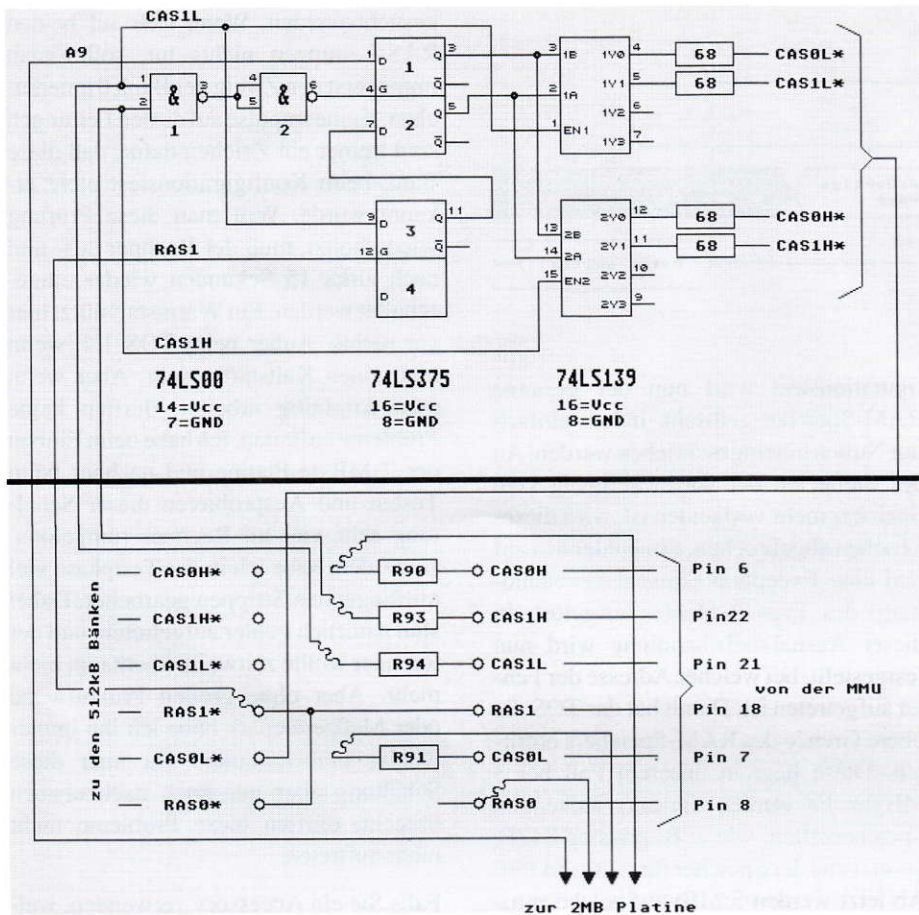 CAS1L
A9
1
2
&
3
1
4
5
&
6
2
1
D
1
Q
3
4
G
Q
2
7
D
2
Q
5
Q
3
1B
1Y0
4
68
CAS0L*
1Y1
5
68
CAS1L*
2
1A
1Y2
6
1
EN1
1Y3
7
9
D
3
Q
11
12
G
Q
D
4
2Y0
12
68
CAS0H*
13
2B
2Y1
11
68
CAS1H*
14
2A
2Y2
10
15
EN2
2Y3
9
RAS1
CAS1H
74LS00
14=Vcc
7=GND
74LS375
16=Vcc
8=GND
74LS139
16=Vcc
8=GND
zu den 512kB Bänken
CAS0H*
R90
CAS0H
Pin 6
CAS1H*
R93
CAS1H
Pin22
CAS1L*
R94
CAS1L
Pin 21
von der MMU
RAS1*
RAS1
Pin 18
CAS0L*
R91
CAS0L
Pin 7
RAS0*
RAS0
Pin 8
zur 2MB Platine